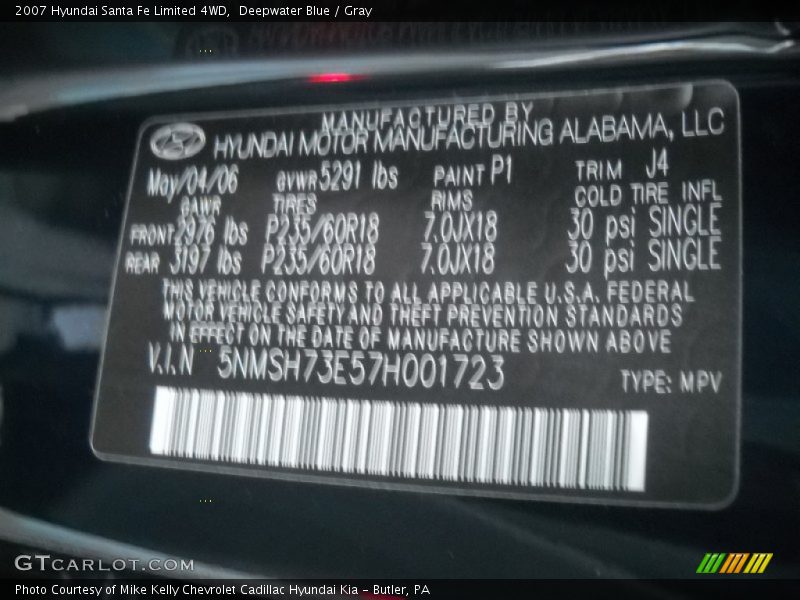 2007 Hyundai Santa Fe Limited 4WD,  Deepwater Blue / Gray
MANUFACTURED BY
HYUNDAI MOTOR MANUFACTURING ALABAMA, LLC
May/04/06 GVWR 5291 lbs PAINT P1 TRIM J4
GAWR TIRES RIMS COLD TIRE INFL
FRONT 2976 lbs P235/60R18 7.0JX18 30 psi SINGLE
REAR 3197 lbs P235/60R18 7.0JX18 30 psi SINGLE
THIS VEHICLE CONFORMS TO ALL APPLICABLE U.S.A. FEDERAL
MOTOR VEHICLE SAFETY AND THEFT PREVENTION STANDARDS
IN EFFECT ON THE DATE OF MANUFACTURE SHOWN ABOVE
V.I.N 5NMSH73E57H001723
TYPE: MPV
GTCARLOT.COM
Photo Courtesy of Mike Kelly Chevrolet Cadillac Hyundai Kia – Butler, PA